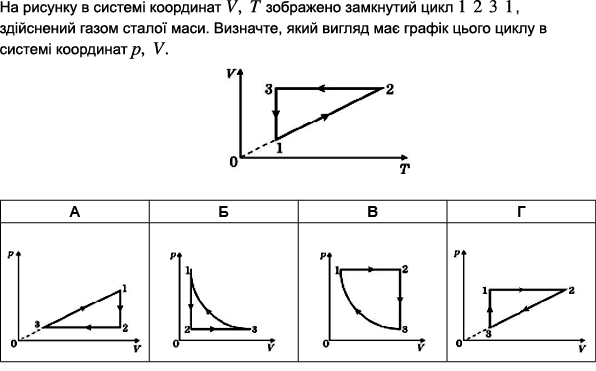 На рисунку в системі координат V, T зображено замкнутий цикл 1 2 3 1,
здійснений газом сталої маси. Визначте, який вигляд має графік цього циклу в
системі координат p, V.
V
3 2
1
0 T
А Б В Г
p 1 3 2 0 V
p 1 2 3 0 V
p 1 2 3 0 V
p 1 2 3 0 V